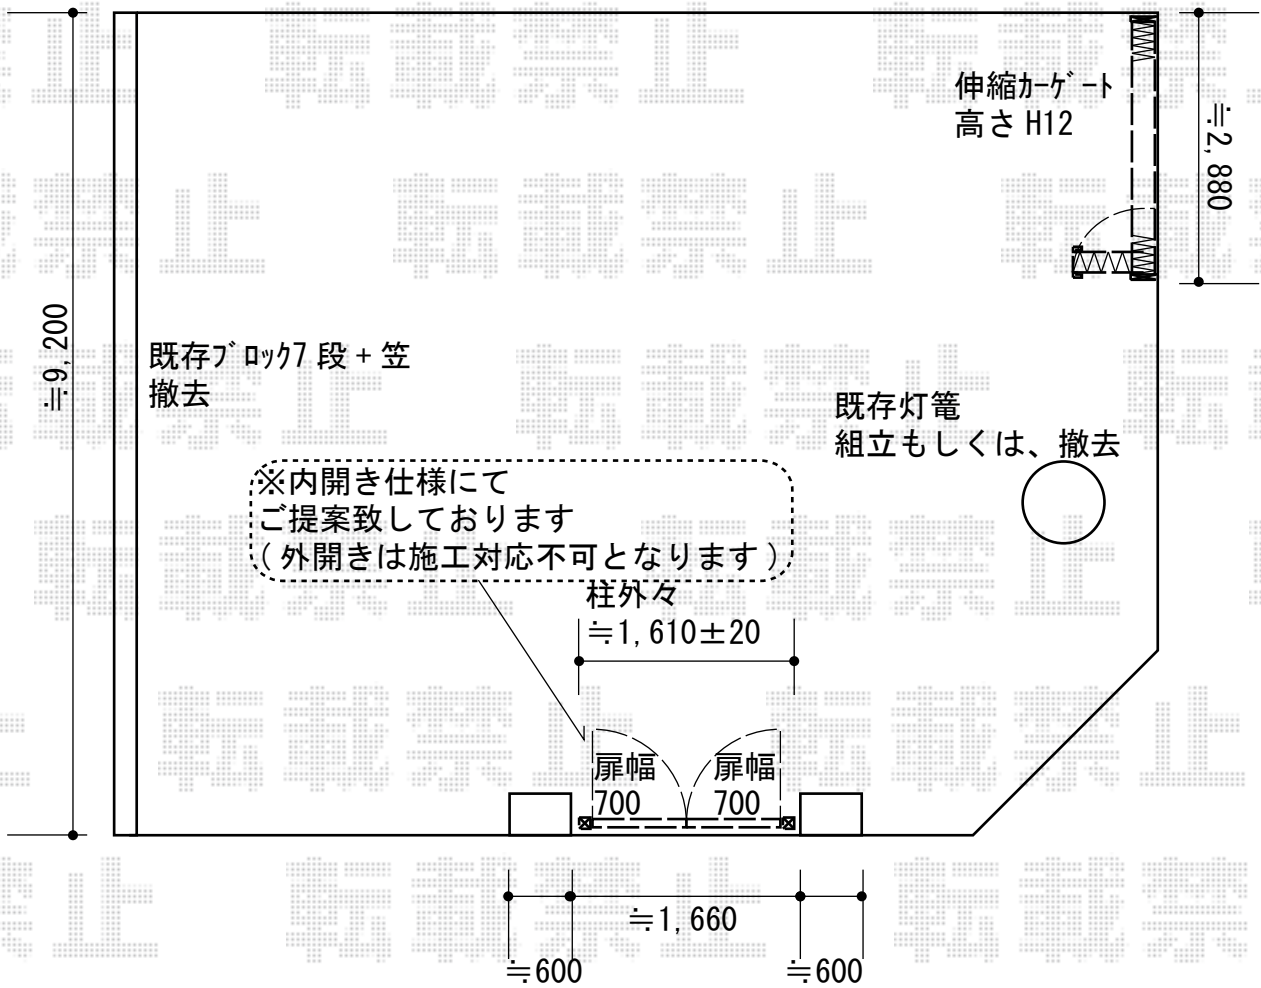 伸縮ｶｰｹﾞｰﾄ
高さ H12
≒2,880
≒9,200
既存ﾌﾞﾛｯｸ7 段 + 笠
撤去
既存灯篭
組立もしくは、撤去
※内開き仕様にて
ご提案致しております
( 外開きは施工対応不可となります )
柱外々
≒1,610±20
扉幅
700
扉幅
700
≒1,660
≒600
≒600
転載禁止